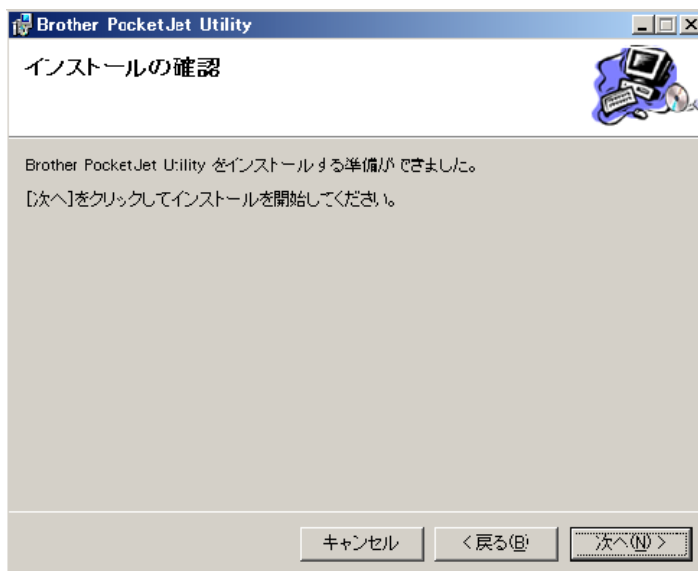 Brother PocketJet Utility
インストールの確認
Brother PocketJet Utility をインストールする準備ができました。
[次へ]をクリックしてインストールを開始してください。
キャンセル
< 戻る(B)
次へ(N) >